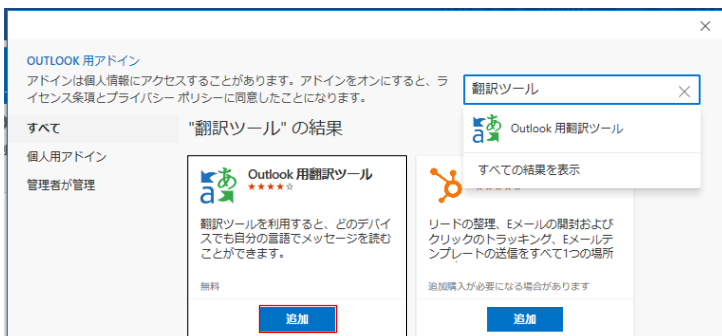 OUTLOOK 用アドイン
アドインは個人情報にアクセスすることがあります。アドインをオンにすると、ラ
イセンス条項とプライバシー ポリシーに同意したことになります。
翻訳ツール
Outlook 用翻訳ツール
すべての結果を表示
すべて
個人用アドイン
管理者が管理
"翻訳ツール" の結果
Outlook 用翻訳ツール
翻訳ツールを利用すると、どのデバイ
スでも自分の言語でメッセージを読む
ことができます。
無料
追加
リードの整理、Eメールの開封および
クリックのトラッキング、Eメールテ
ンプレートの送信をすべて1つの場所
追加購入が必要になる場合があります
追加